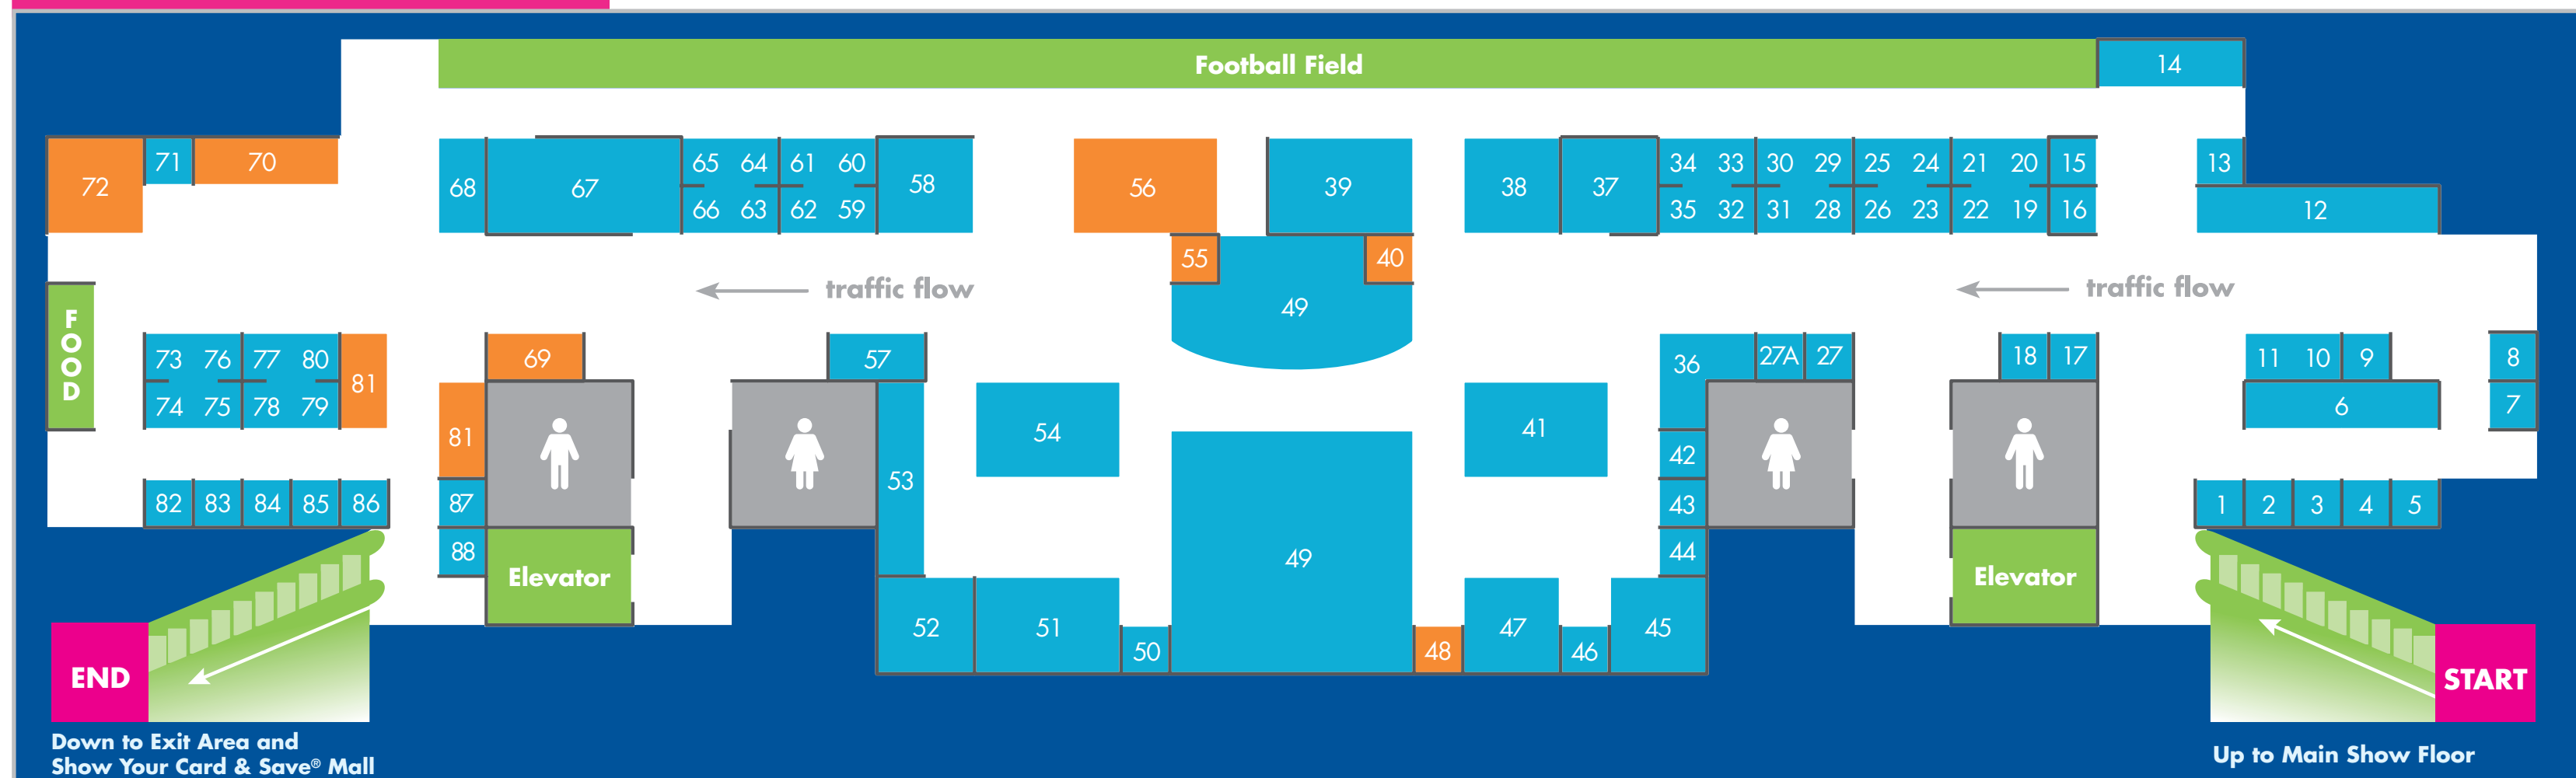 Football Field
14
72
71
70
68
67
65 64 61 60
66 63 62 59
58
56
39
38
37
34 33 30 29 25 24 21 20 15
35 32 31 28 26 23 22 19 16
13
12
55
40
49
traffic flow
traffic flow
FOOD
73 76 77 80
74 75 78 79
81
69
57
36
27A
27
18
17
11 10 9
6
8
7
81
54
41
53
42
43
44
82 83 84 85 86
87
88
1 2 3 4 5
Elevator
Elevator
52
51
50
49
48
47
46
45
END
START
Down to Exit Area and
Show Your Card & Save® Mall
Up to Main Show Floor